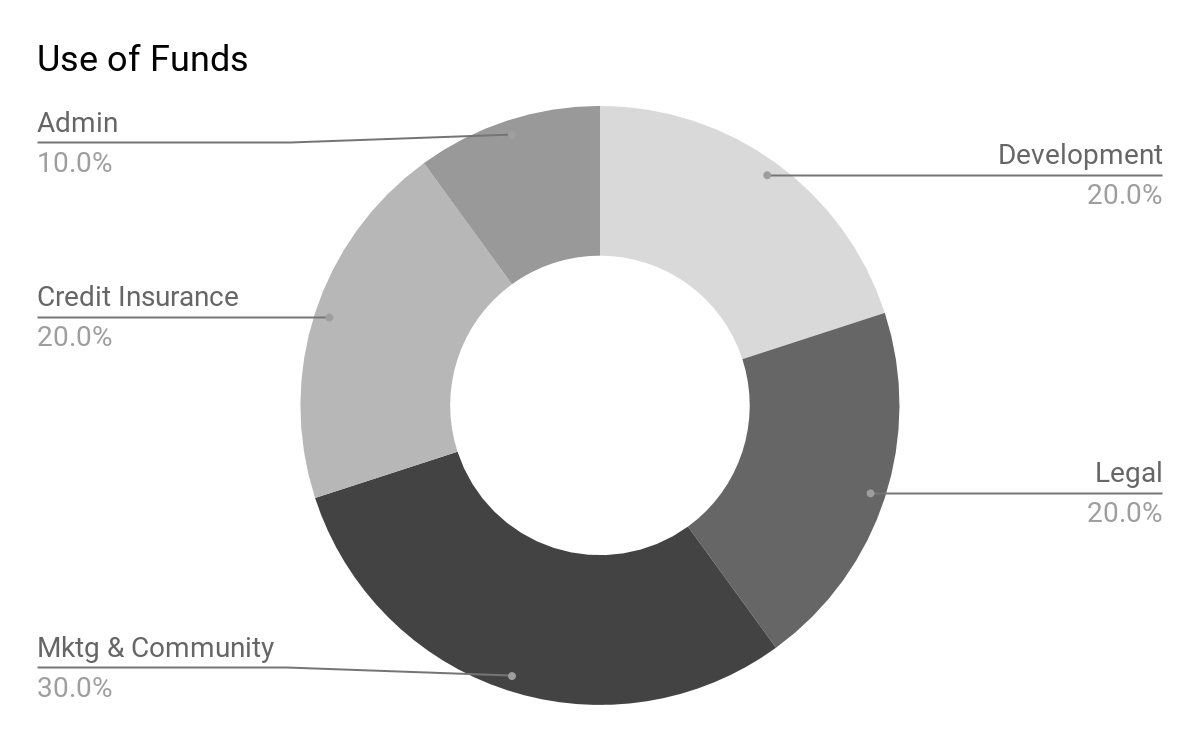 Use of Funds
Admin
10.0%
Development
20.0%
Credit Insurance
20.0%
Legal
20.0%
Mktg & Community
30.0%